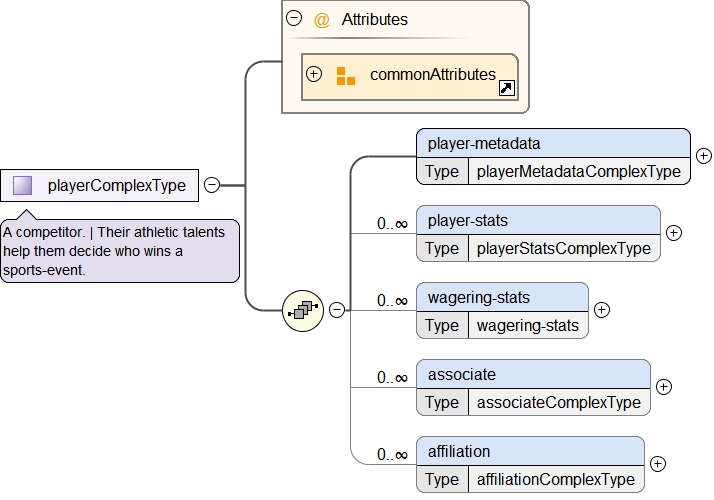 @ Attributes
commonAttributes
playerComplexType
A competitor. | Their athletic talents
help them decide who wins a
sports-event.
player-metadata
Type playerMetadataComplexType
0..∞
player-stats
Type playerStatsComplexType
0..∞
wagering-stats
Type wagering-stats
0..∞
associate
Type associateComplexType
0..∞
affiliation
Type affiliationComplexType